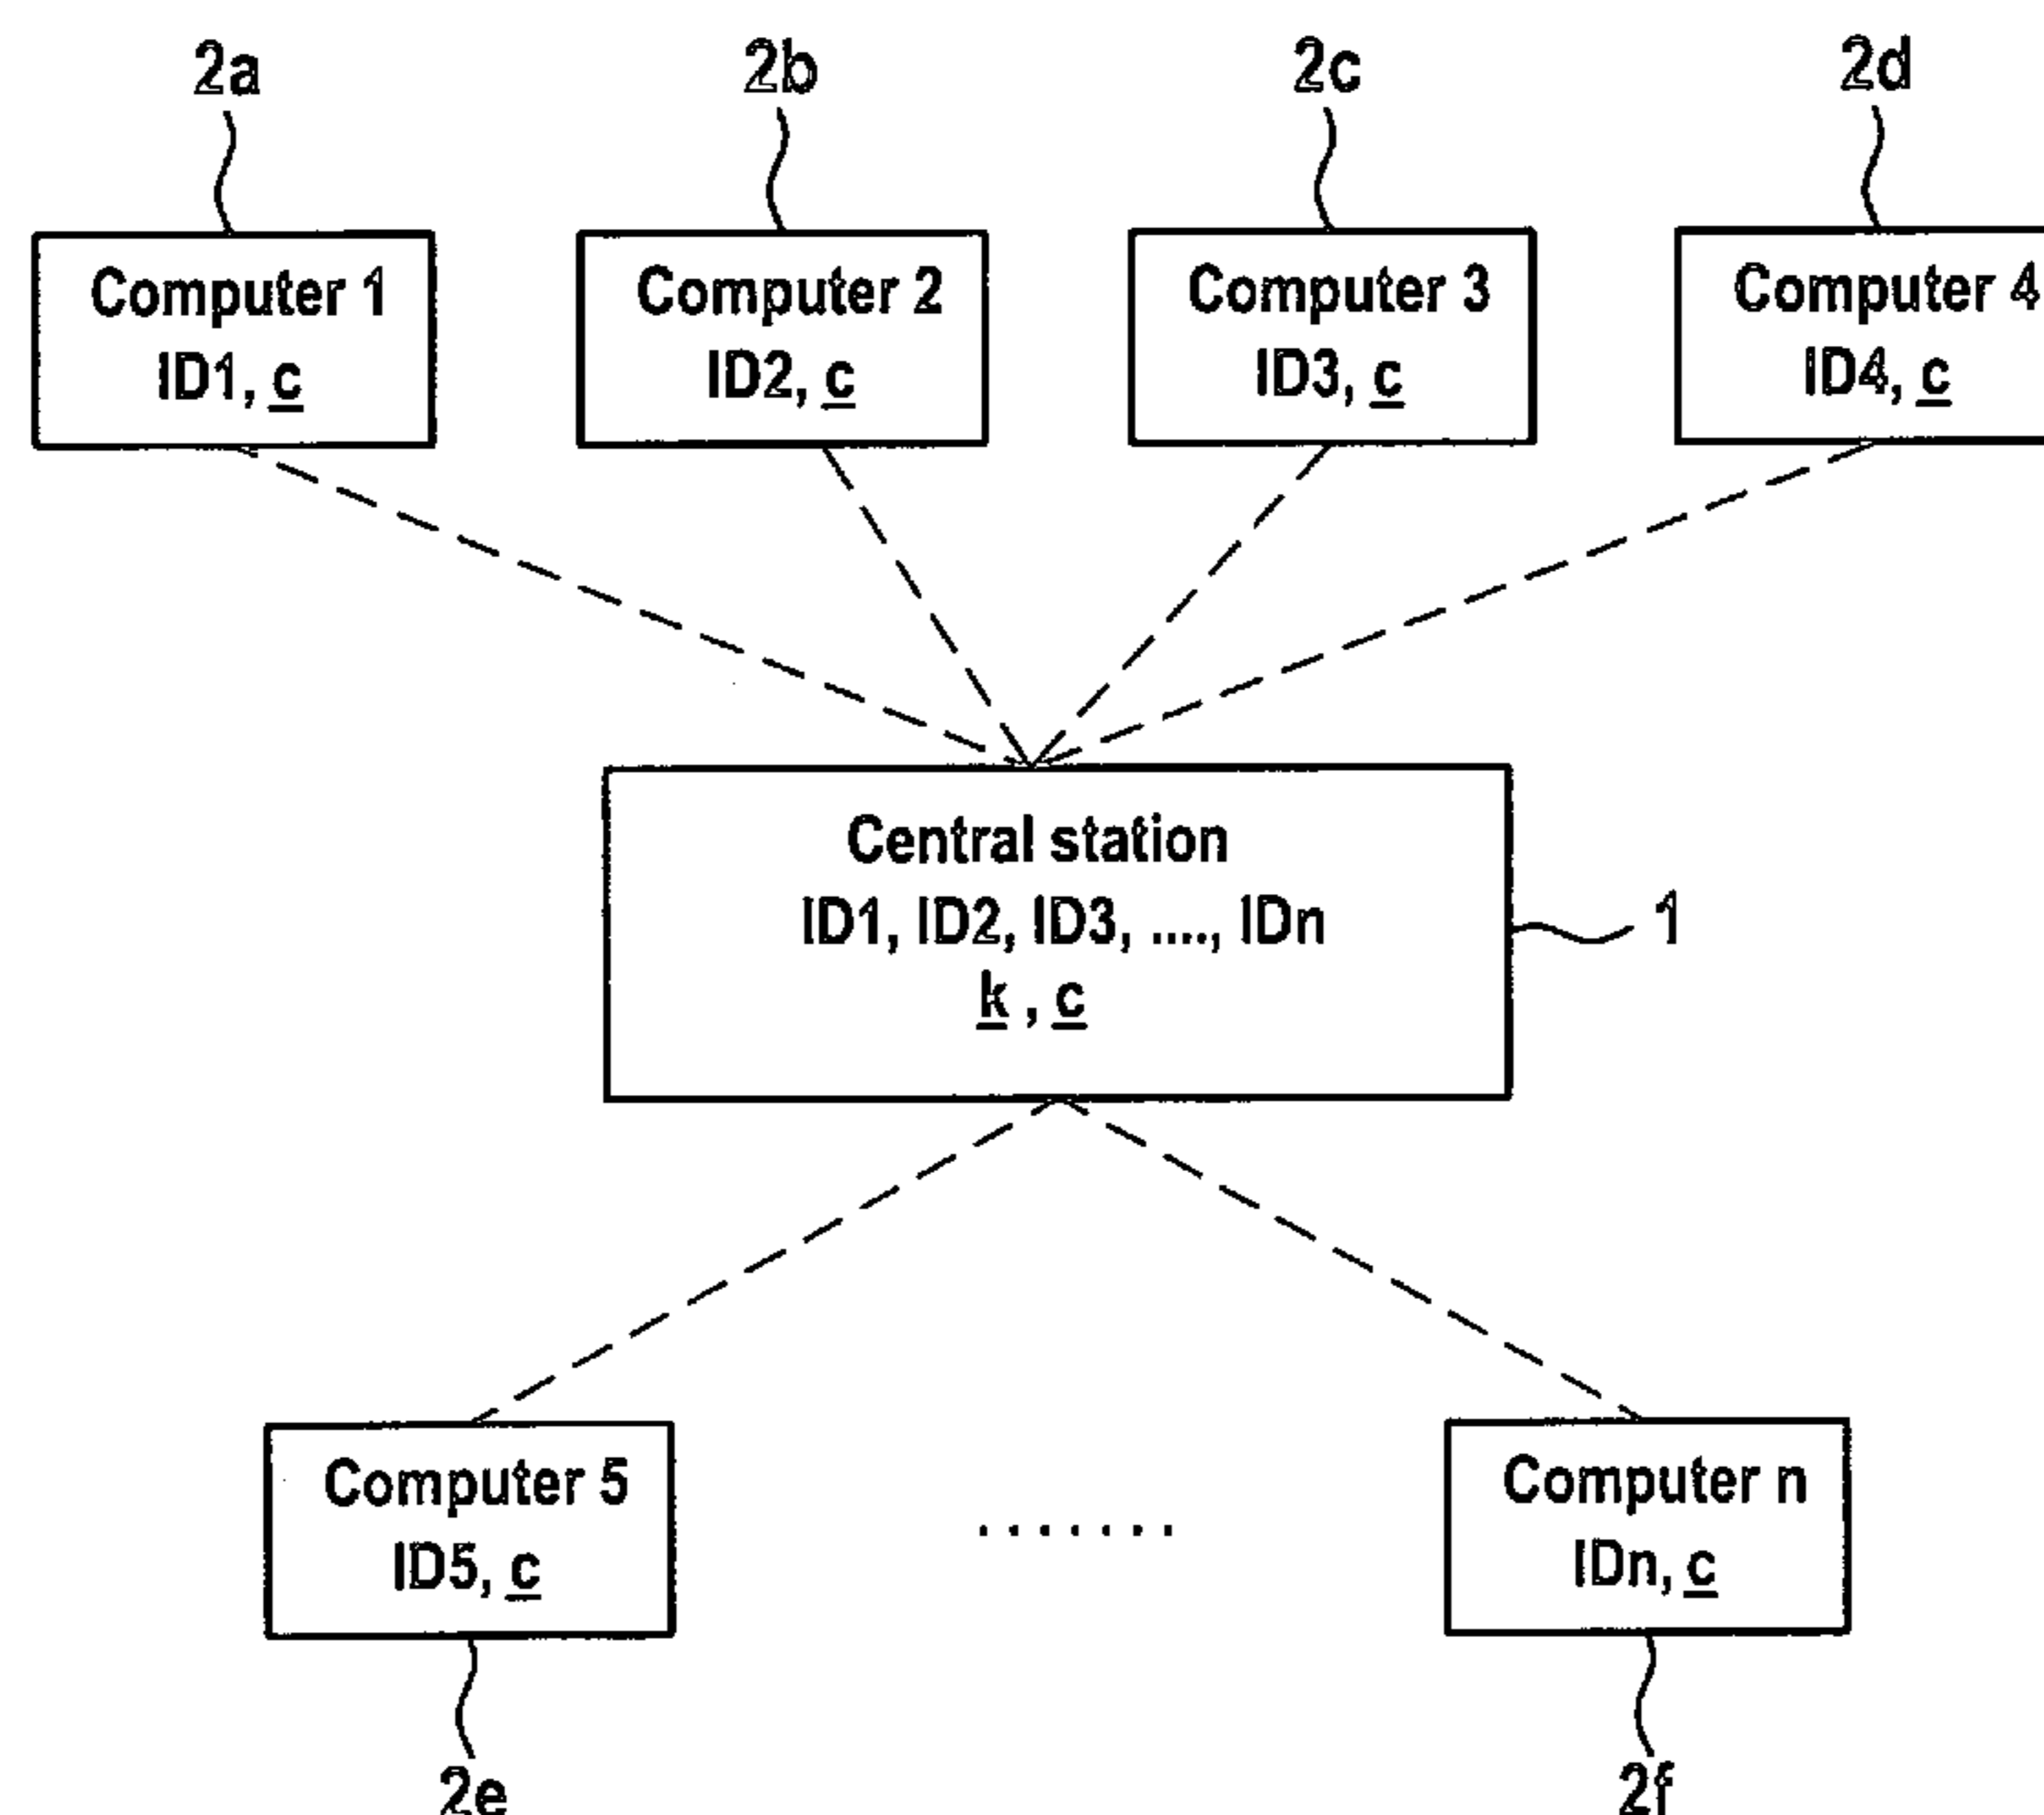 2a
2b
2c
2d
Computer 1
ID1, c
Computer 2
ID2, c
Computer 3
ID3, c
Computer 4
ID4, c
Central station
ID1, ID2, ID3, ...., IDn
k , c
1
Computer 5
ID5, c
.......
Computer n
IDn, c
2e
2f